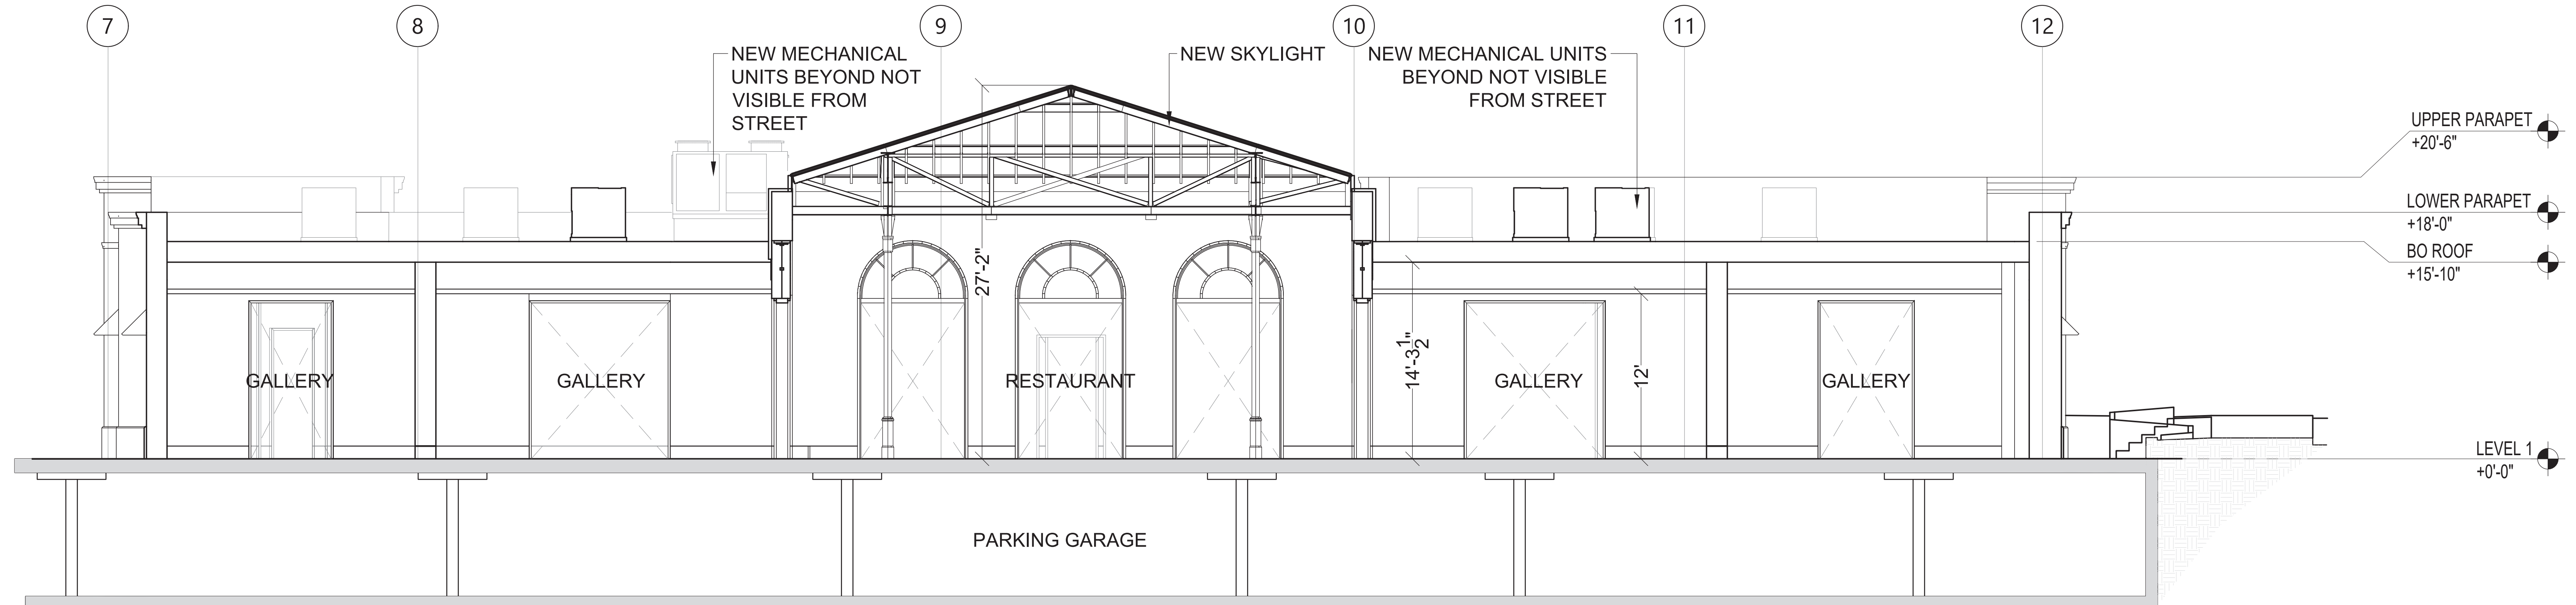 7
8
9
10
11
12
NEW MECHANICAL
UNITS BEYOND NOT
VISIBLE FROM
STREET
NEW SKYLIGHT
NEW MECHANICAL UNITS
BEYOND NOT VISIBLE
FROM STREET
UPPER PARAPET
+20'-6"
LOWER PARAPET
+18'-0"
BO ROOF
+15'-10"
27'-2"
14'-3 1/2"
12'
GALLERY
GALLERY
RESTAURANT
GALLERY
GALLERY
LEVEL 1
+0'-0"
PARKING GARAGE